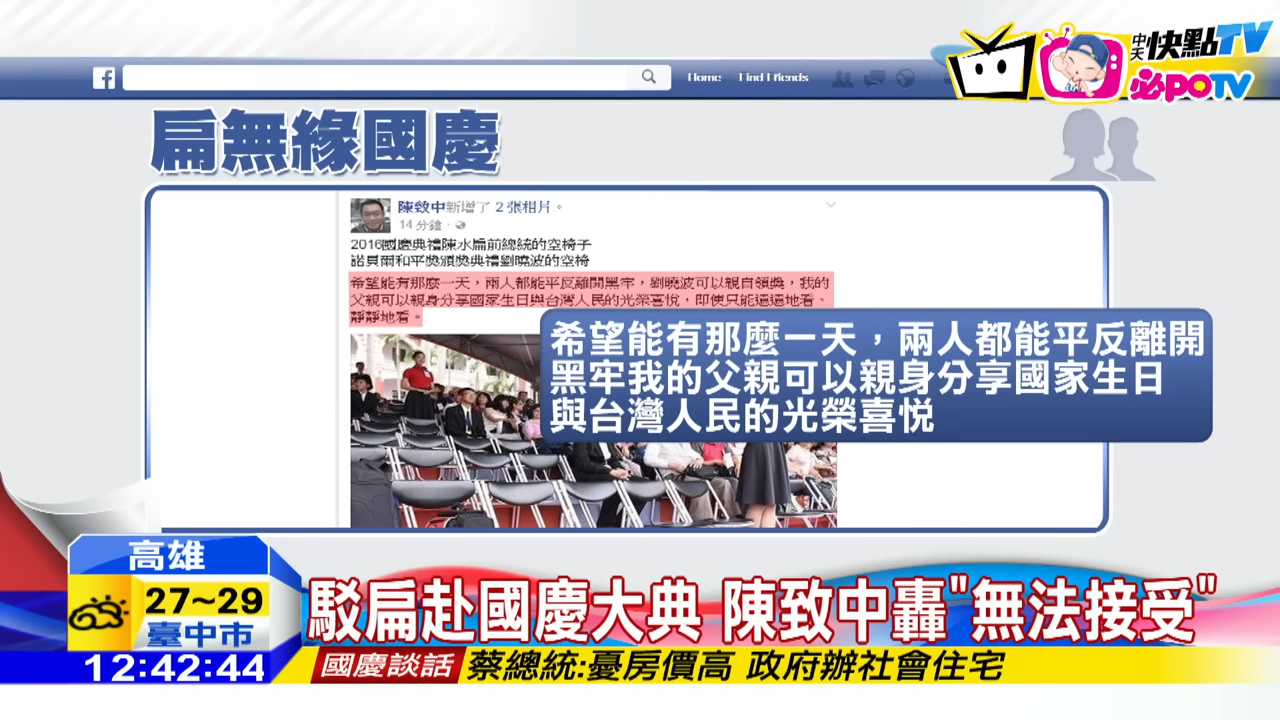 中天快點TV
必POTV
Home Find Friends
扁無緣國慶
陳致中新增了 2 張相片。
14 分鐘
2016國慶典禮陳水扁前總統的空椅子
諾貝爾和平獎頒獎典禮劉曉波的空椅
希望能有那麼一天，兩人都能平反離開黑牢，劉曉波可以親自領獎，我的
父親可以親身分享國家生日與台灣人民的光榮喜悅，即使只能遠遠地看、
靜靜地看。
希望能有那麼一天，兩人都能平反離開
黑牢我的父親可以親身分享國家生日
與台灣人民的光榮喜悅
高雄
27~29
臺中市
12:42:44
駁扁赴國慶大典 陳致中轟"無法接受"
國慶談話 蔡總統:憂房價高 政府辦社會住宅